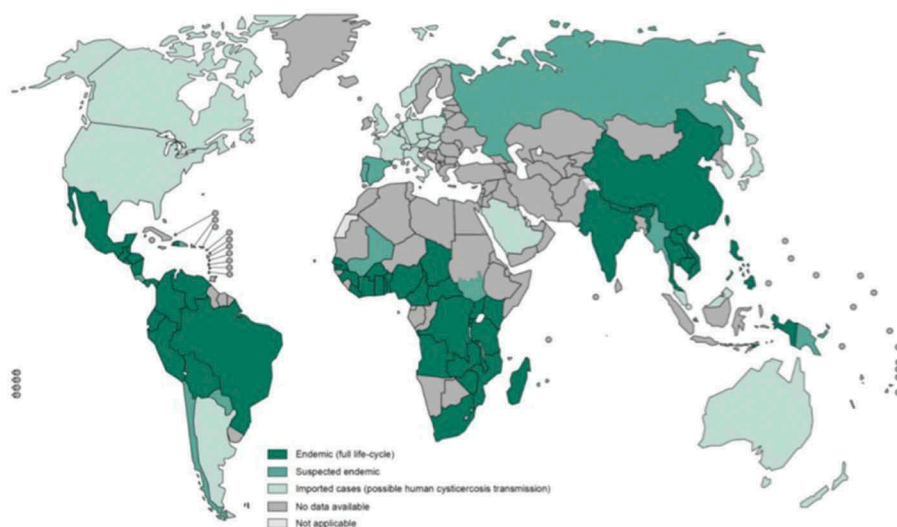 Endemic (full life-cycle)
Suspected endemic
Imported cases (possible human cysticercosis transmission)
No data available
Not applicable